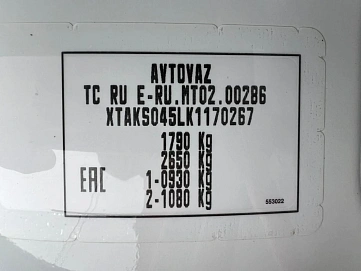 AVTOVAZ
TC RU E-RU.MT02.00286
XTAKS045LK1170267
1790 Kg
2650 Kg
1-0930 Kg
2-1080 Kg
EAC
553022